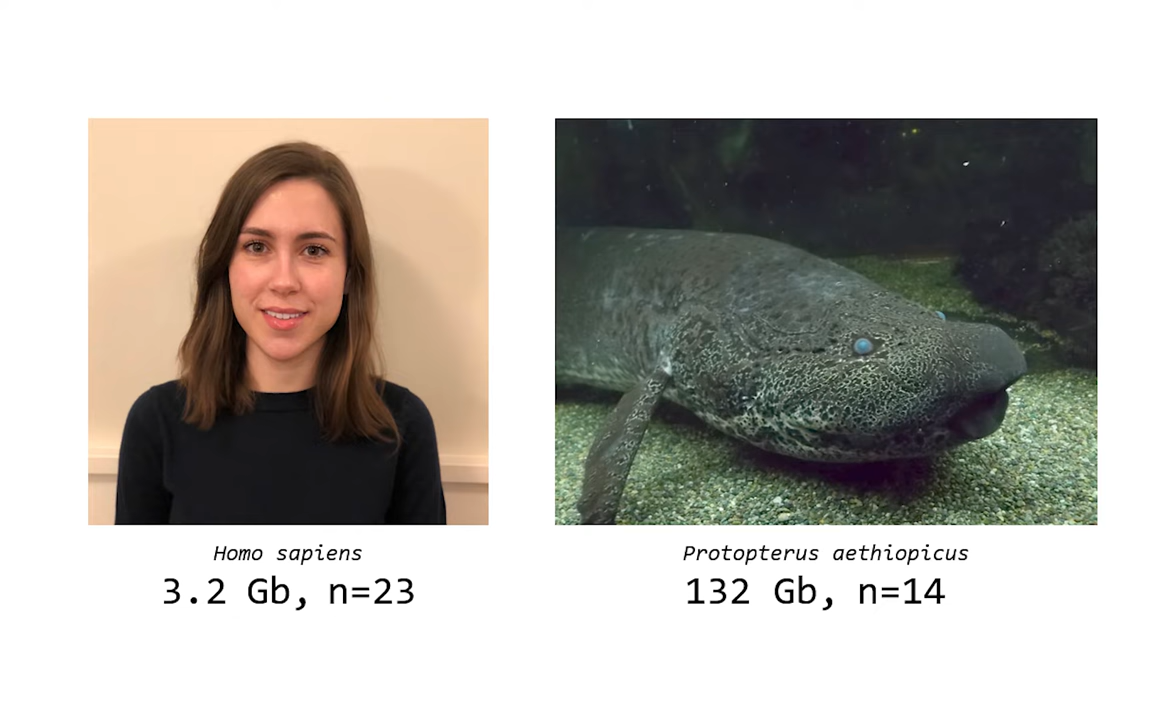 Homo sapiens
3.2 Gb, n=23
Protopterus aethiopicus
132 Gb, n=14